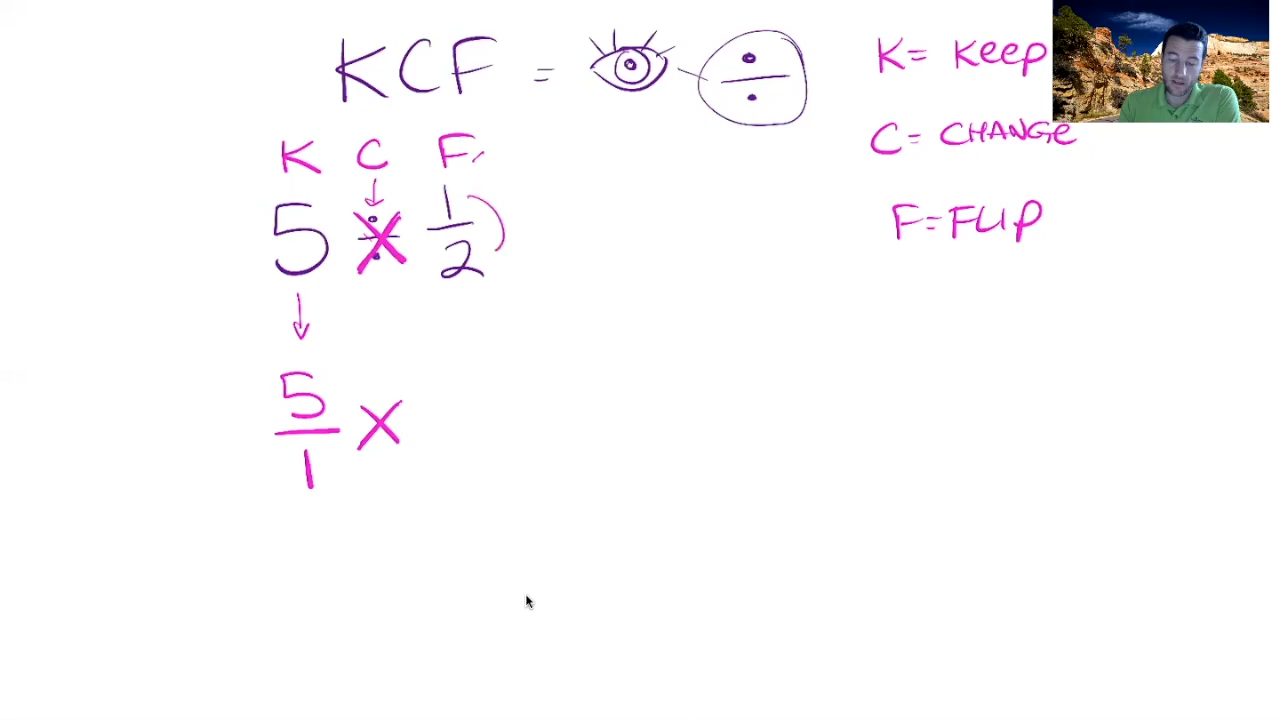 KCF = ÷
K = Keep
C = CHANGE
F = FLIP
K C F
5 ÷ 1/2
5/1 X